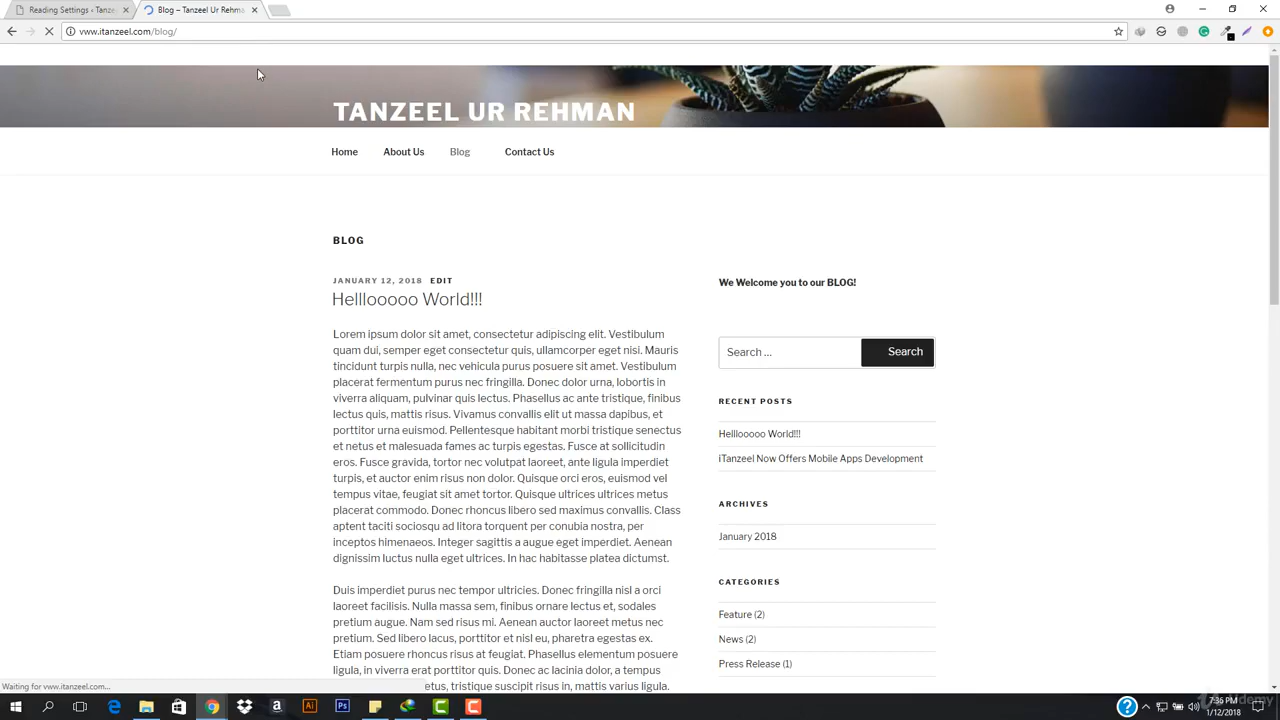 Reading Settings ‹ Tanze
Blog – Tanzeel Ur Rehma
vww.itanzeel.com/blog/
TANZEEL UR REHMAN
Home
About Us
Blog
Contact Us
BLOG
JANUARY 12, 2018 EDIT
Helllooooo World!!!
Lorem ipsum dolor sit amet, consectetur adipiscing elit. Vestibulum
quam dui, semper eget consectetur quis, ullamcorper eget nisi. Mauris
tincidunt turpis nulla, nec vehicula purus posuere sit amet. Vestibulum
placerat fermentum purus nec fringilla. Donec dolor urna, lobortis in
viverra aliquam, pulvinar quis lectus. Phasellus ac ante tristique, finibus
lectus quis, mattis risus. Vivamus convallis elit ut massa dapibus, et
porttitor urna euismod. Pellentesque habitant morbi tristique senectus
et netus et malesuada fames ac turpis egestas. Fusce at sollicitudin
eros. Fusce gravida, tortor nec volutpat laoreet, ante ligula imperdiet
turpis, et auctor enim risus non dolor. Quisque orci eros, euismod vel
tempus vitae, feugiat sit amet tortor. Quisque ultrices ultrices metus
placerat commodo. Donec rhoncus libero sed maximus convallis. Class
aptent taciti sociosqu ad litora torquent per conubia nostra, per
inceptos himenaeos. Integer sagittis a augue eget imperdiet. Aenean
dignissim luctus nulla eget ultrices. In hac habitasse platea dictumst.
Duis imperdiet purus nec tempor ultricies. Donec fringilla nisl a orci
laoreet facilisis. Nulla massa sem, finibus ornare lectus et, sodales
pretium augue. Nam sed risus mi. Aenean auctor laoreet metus nec
pretium. Sed libero lacus, porttitor et nisl eu, pharetra egestas ex.
Etiam posuere rhoncus risus at feugiat. Phasellus elementum posuere
ligula, in viverra erat porttitor quis. Donec ac lacinia dolor, a tempus
etus, tristique suscipit risus in, mattis varius ligula.
We Welcome you to our BLOG!
Search …
Search
RECENT POSTS
Helllooooo World!!!
iTanzeel Now Offers Mobile Apps Development
ARCHIVES
January 2018
CATEGORIES
Feature (2)
News (2)
Press Release (1)
Waiting for vww.itanzeel.com...
7:36 PM
1/12/2018
Udemy